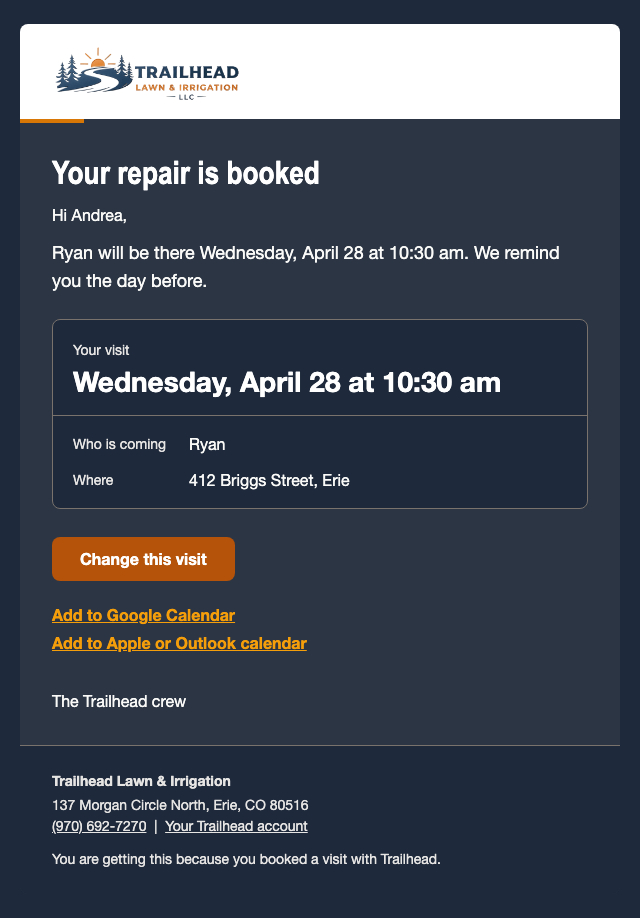 TRAILHEAD
LAWN & IRRIGATION
LLC
Your repair is booked
Hi Andrea,
Ryan will be there Wednesday, April 28 at 10:30 am. We remind
you the day before.
Your visit
Wednesday, April 28 at 10:30 am
Who is coming Ryan
Where 412 Briggs Street, Erie
Change this visit
Add to Google Calendar
Add to Apple or Outlook calendar
The Trailhead crew
Trailhead Lawn & Irrigation
137 Morgan Circle North, Erie, CO 80516
(970) 692-7270 | Your Trailhead account
You are getting this because you booked a visit with Trailhead.